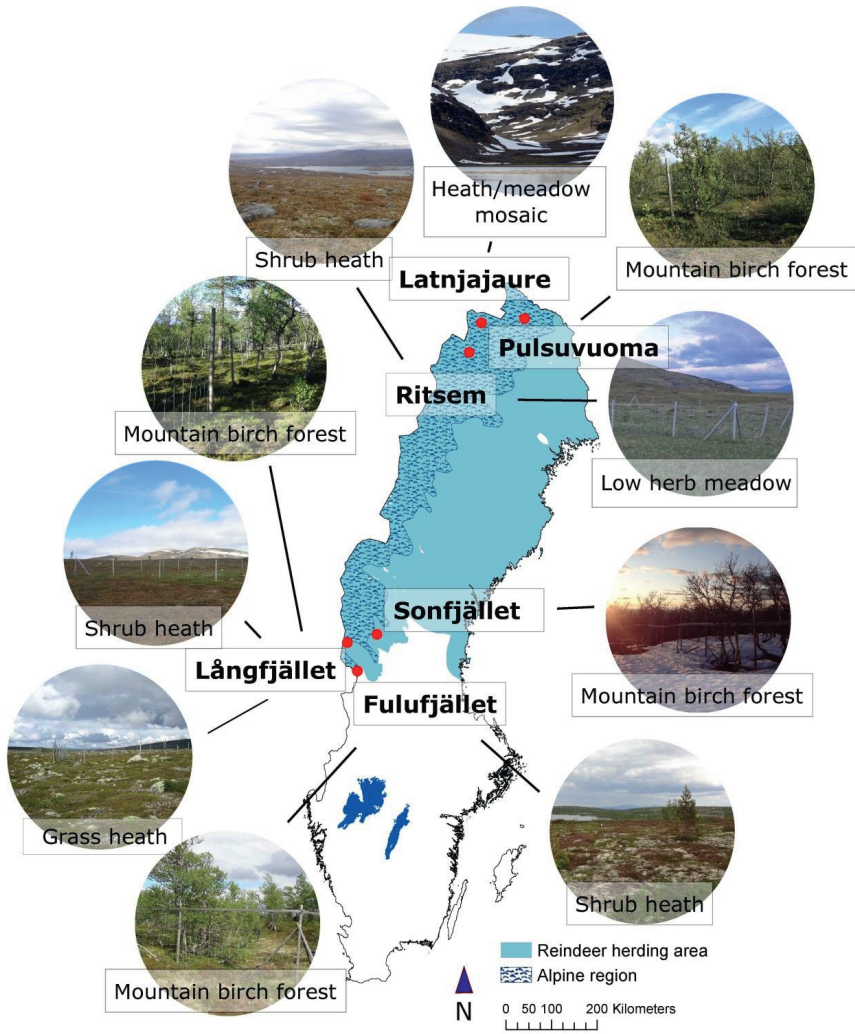 Heath/meadow
mosaic
Shrub heath
Latnjajaure
Mountain birch forest
Pulsuvuoma
Ritsem
Mountain birch forest
Low herb meadow
Shrub heath
Sonfjället
Långfjället
Mountain birch forest
Fulufjället
Grass heath
Shrub heath
Mountain birch forest
Reindeer herding area
Alpine region
N
0 50 100 200 Kilometers